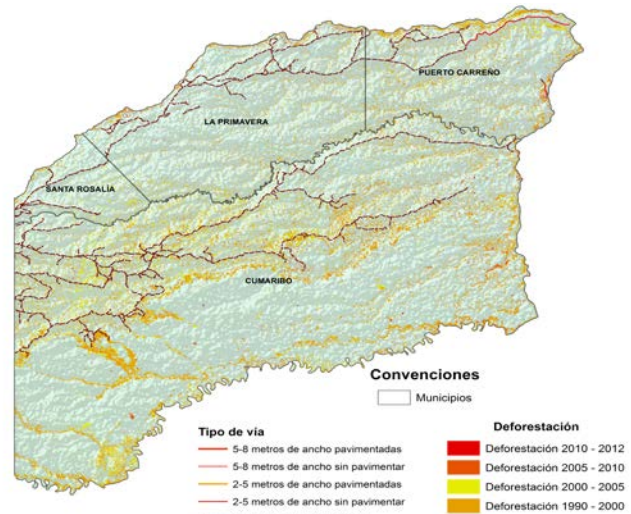 PUERTO CARREÑO
LA PRIMAVERA
SANTA ROSALÍA
CUMARIBO
Convenciones
Municipios
Tipo de vía
5-8 metros de ancho pavimentadas
5-8 metros de ancho sin pavimentar
2-5 metros de ancho pavimentadas
2-5 metros de ancho sin pavimentar
Deforestación
Deforestación 2010 - 2012
Deforestación 2005 - 2010
Deforestación 2000 - 2005
Deforestación 1990 - 2000